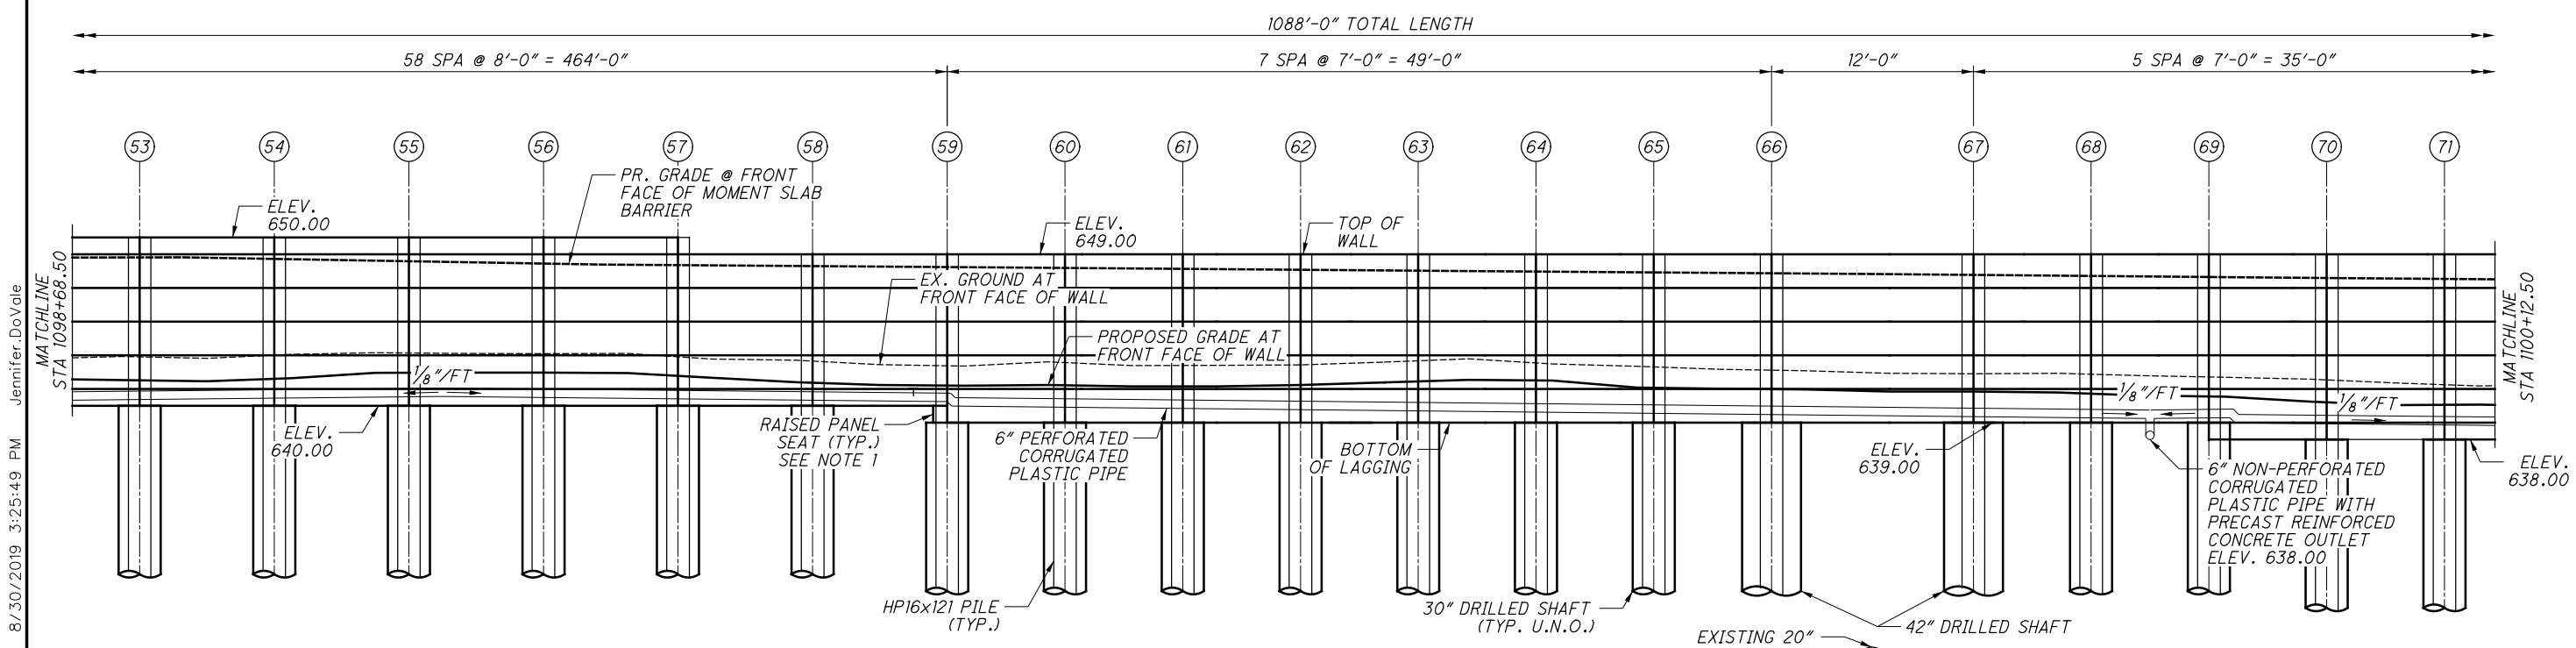 1088'-0" TOTAL LENGTH
58 SPA @ 8'-0" = 464'-0"
7 SPA @ 7'-0" = 49'-0"
12'-0"
5 SPA @ 7'-0" = 35'-0"
53
54
55
56
57
58
59
60
61
62
63
64
65
66
67
68
69
70
71
PR. GRADE @ FRONT
FACE OF MOMENT SLAB
BARRIER
ELEV.
650.00
ELEV.
649.00
TOP OF
WALL
MATCHLINE
STA 1098+68.50
EX. GROUND AT
FRONT FACE OF WALL
MATCHLINE
STA 1100+12.50
PROPOSED GRADE AT
FRONT FACE OF WALL
1/8"/FT
1/8"/FT
1/8"/FT
ELEV.
640.00
RAISED PANEL
SEAT (TYP.)
SEE NOTE 1
6" PERFORATED
CORRUGATED
PLASTIC PIPE
BOTTOM
OF LAGGING
ELEV.
639.00
6" NON-PERFORATED
CORRUGATED
PLASTIC PIPE WITH
PRECAST REINFORCED
CONCRETE OUTLET
ELEV. 638.00
ELEV.
638.00
HP16x121 PILE
(TYP.)
30" DRILLED SHAFT
(TYP. U.N.O.)
42" DRILLED SHAFT
EXISTING 20"
8/30/2019 3:25:49 PM Jennifer.DoVale